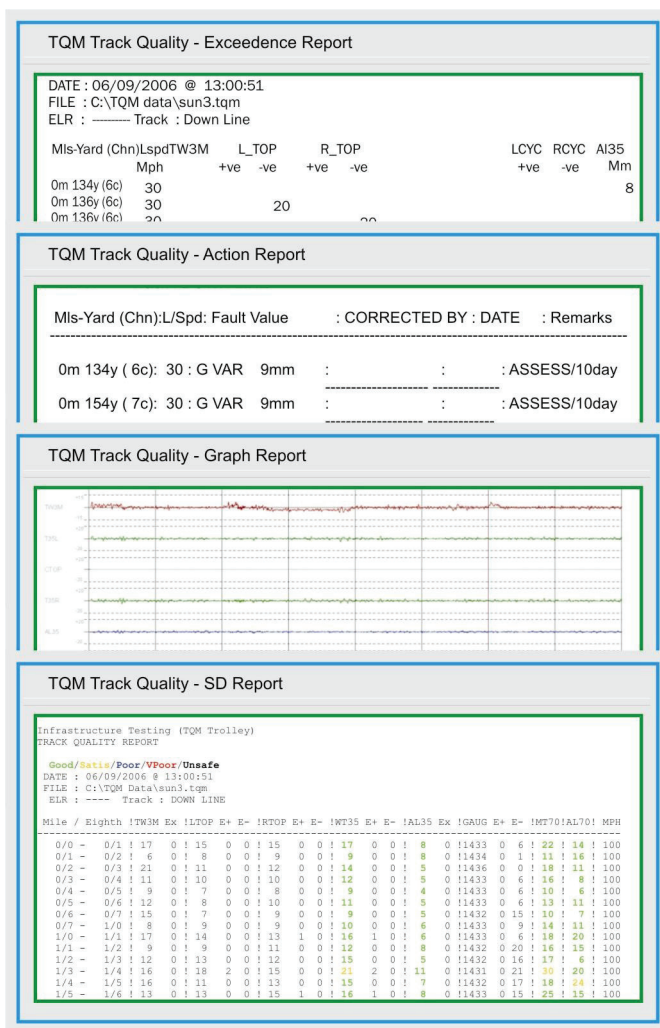 TQM Track Quality - Exceedence Report
DATE : 06/09/2006 @ 13:00:51
FILE : C:\TQM data\sun3.tqm
ELR : ---------- Track : Down Line
Mls-Yard (Chn)LspdTW3M L_TOP R_TOP LCYC RCYC Al35
Mph +ve -ve +ve -ve +ve -ve Mm
0m 134y (6c) 30 8
0m 136y (6c) 30 20
0m 136y (6c) 30 20
TQM Track Quality - Action Report
Mls-Yard (Chn):L/Spd: Fault Value : CORRECTED BY : DATE : Remarks
0m 134y ( 6c): 30 : G VAR 9mm : : : ASSESS/10day
0m 154y ( 7c): 30 : G VAR 9mm : : : ASSESS/10day
TQM Track Quality - Graph Report
TW3M
T35L
LTOP
T35R
AL35
TQM Track Quality - SD Report
Infrastructure Testing (TQM Trolley)
TRACK QUALITY REPORT
Good/Satis/Poor/VPoor/Unsafe
DATE : 06/09/2006 @ 13:00:51
FILE : C:\TQM Data\sun3.tqm
ELR : ---- Track : DOWN LINE
Mile / Eighth !TW3M Ex !LTOP E+ E- !RTOP E+ E- !WT35 E+ E- !AL35 Ex !GAUG E+ E- !MT70!AL70! MPH
0/0 - 0/1 ! 17 0 ! 15 0 0 ! 15 0 0 ! 17 0 0 ! 8 0 !1433 0 6 ! 22 ! 14 ! 100
0/1 - 0/2 ! 6 0 ! 8 0 0 ! 9 0 0 ! 9 0 0 ! 8 0 !1434 0 1 ! 11 ! 16 ! 100
0/2 - 0/3 ! 21 0 ! 11 0 0 ! 12 0 0 ! 14 0 0 ! 5 0 !1436 0 0 ! 18 ! 11 ! 100
0/3 - 0/4 ! 11 0 ! 10 0 0 ! 10 0 0 ! 12 0 0 ! 5 0 !1433 0 6 ! 16 ! 8 ! 100
0/4 - 0/5 ! 9 0 ! 7 0 0 ! 8 0 0 ! 9 0 0 ! 4 0 !1433 0 6 ! 10 ! 6 ! 100
0/5 - 0/6 ! 12 0 ! 8 0 0 ! 10 0 0 ! 11 0 0 ! 5 0 !1433 0 6 ! 13 ! 11 ! 100
0/6 - 0/7 ! 15 0 ! 7 0 0 ! 9 0 0 ! 9 0 0 ! 5 0 !1432 0 15 ! 10 ! 7 ! 100
0/7 - 1/0 ! 8 0 ! 9 0 0 ! 9 0 0 ! 10 0 0 ! 6 0 !1433 0 9 ! 14 ! 11 ! 100
1/0 - 1/1 ! 17 0 ! 14 0 0 ! 13 1 0 ! 16 1 0 ! 6 0 !1433 0 6 ! 18 ! 20 ! 100
1/1 - 1/2 ! 9 0 ! 9 0 0 ! 11 0 0 ! 12 0 0 ! 8 0 !1432 0 20 ! 16 ! 15 ! 100
1/2 - 1/3 ! 12 0 ! 13 0 0 ! 12 0 0 ! 15 0 0 ! 5 0 !1432 0 16 ! 17 ! 6 ! 100
1/3 - 1/4 ! 16 0 ! 18 2 0 ! 15 0 0 ! 21 2 0 ! 11 0 !1431 0 21 ! 30 ! 20 ! 100
1/4 - 1/5 ! 16 0 ! 11 0 0 ! 13 0 0 ! 15 0 0 ! 7 0 !1432 0 17 ! 18 ! 24 ! 100
1/5 - 1/6 ! 13 0 ! 13 0 0 ! 15 1 0 ! 16 1 0 ! 8 0 !1433 0 15 ! 25 ! 15 ! 100